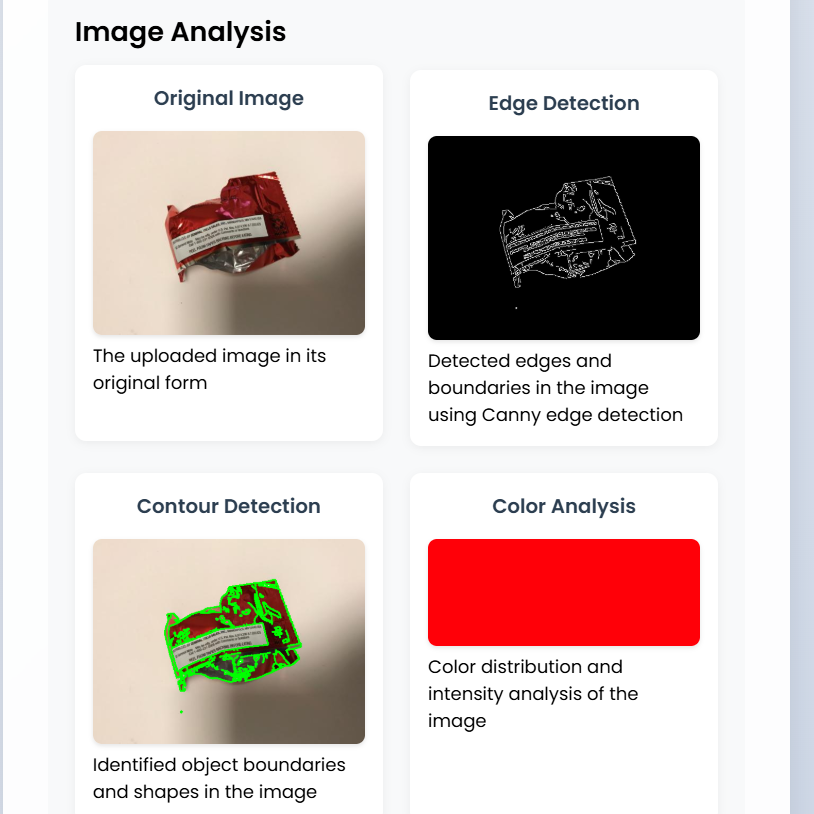 Image Analysis
Original Image
The uploaded image in its
original form
Edge Detection
Detected edges and
boundaries in the image
using Canny edge detection
Contour Detection
Identified object boundaries
and shapes in the image
Color Analysis
Color distribution and
intensity analysis of the
image